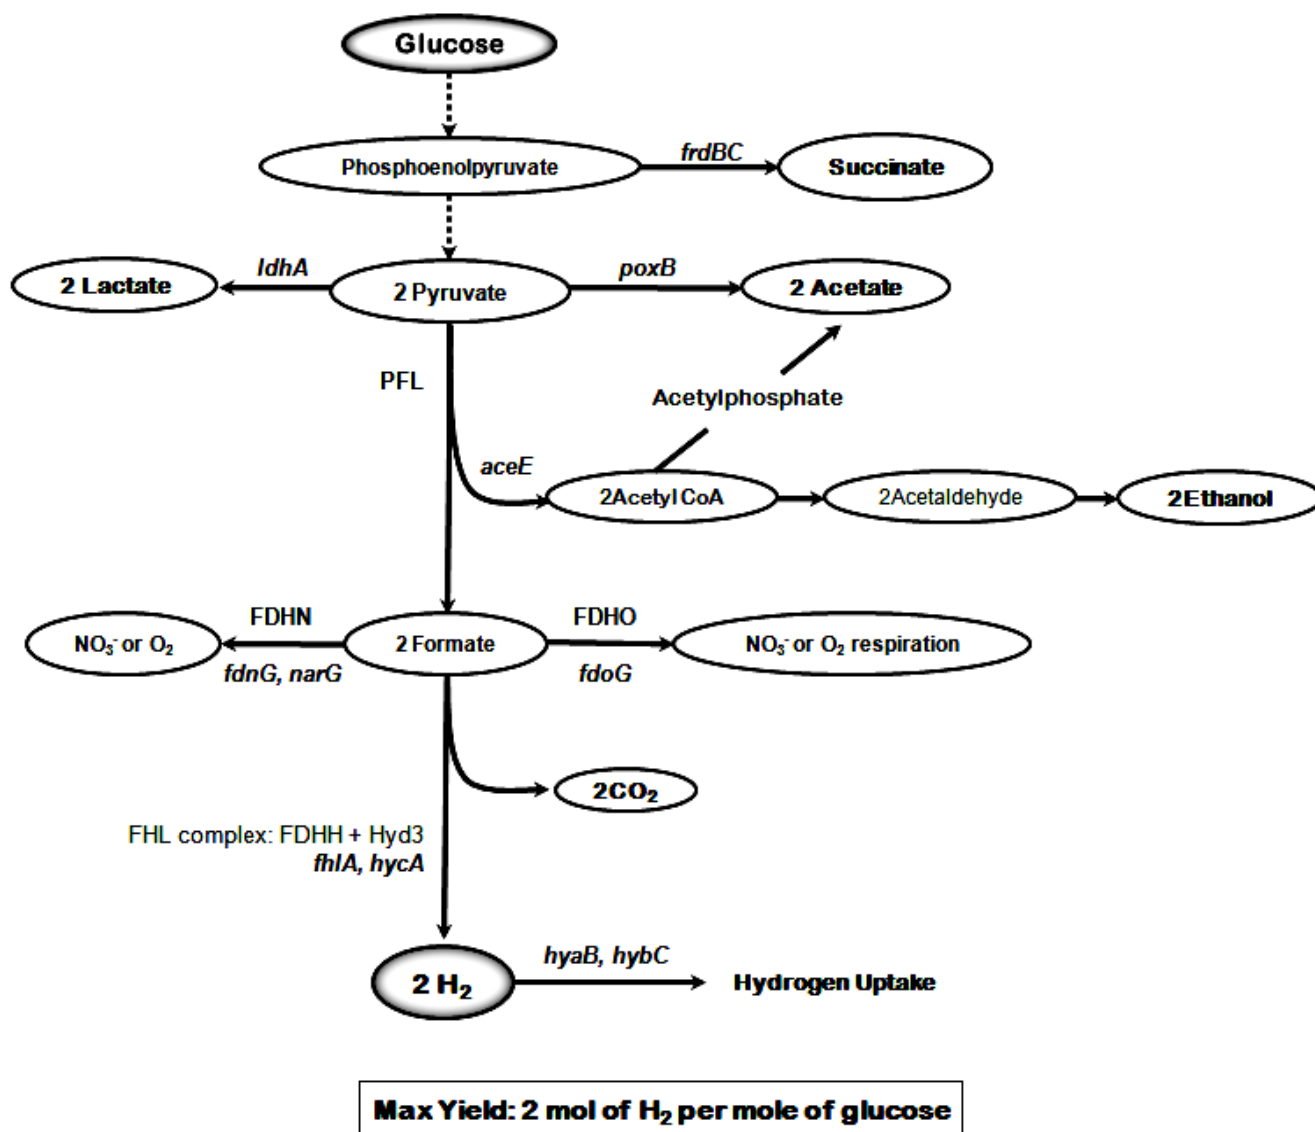 Glucose
Phosphoenolpyruvate
frdBC
Succinate
2 Lactate
ldhA
2 Pyruvate
poxB
2 Acetate
PFL
Acetylphosphate
aceE
2Acetyl CoA
2Acetaldehyde
2Ethanol
NO₃⁻ or O₂
FDHN
fdnG, narG
2 Formate
FDHO
fdoG
NO₃⁻ or O₂ respiration
2CO₂
FHL complex: FDHH + Hyd3
fhlA, hycA
2 H₂
hyaB, hybC
Hydrogen Uptake
Max Yield: 2 mol of H₂ per mole of glucose